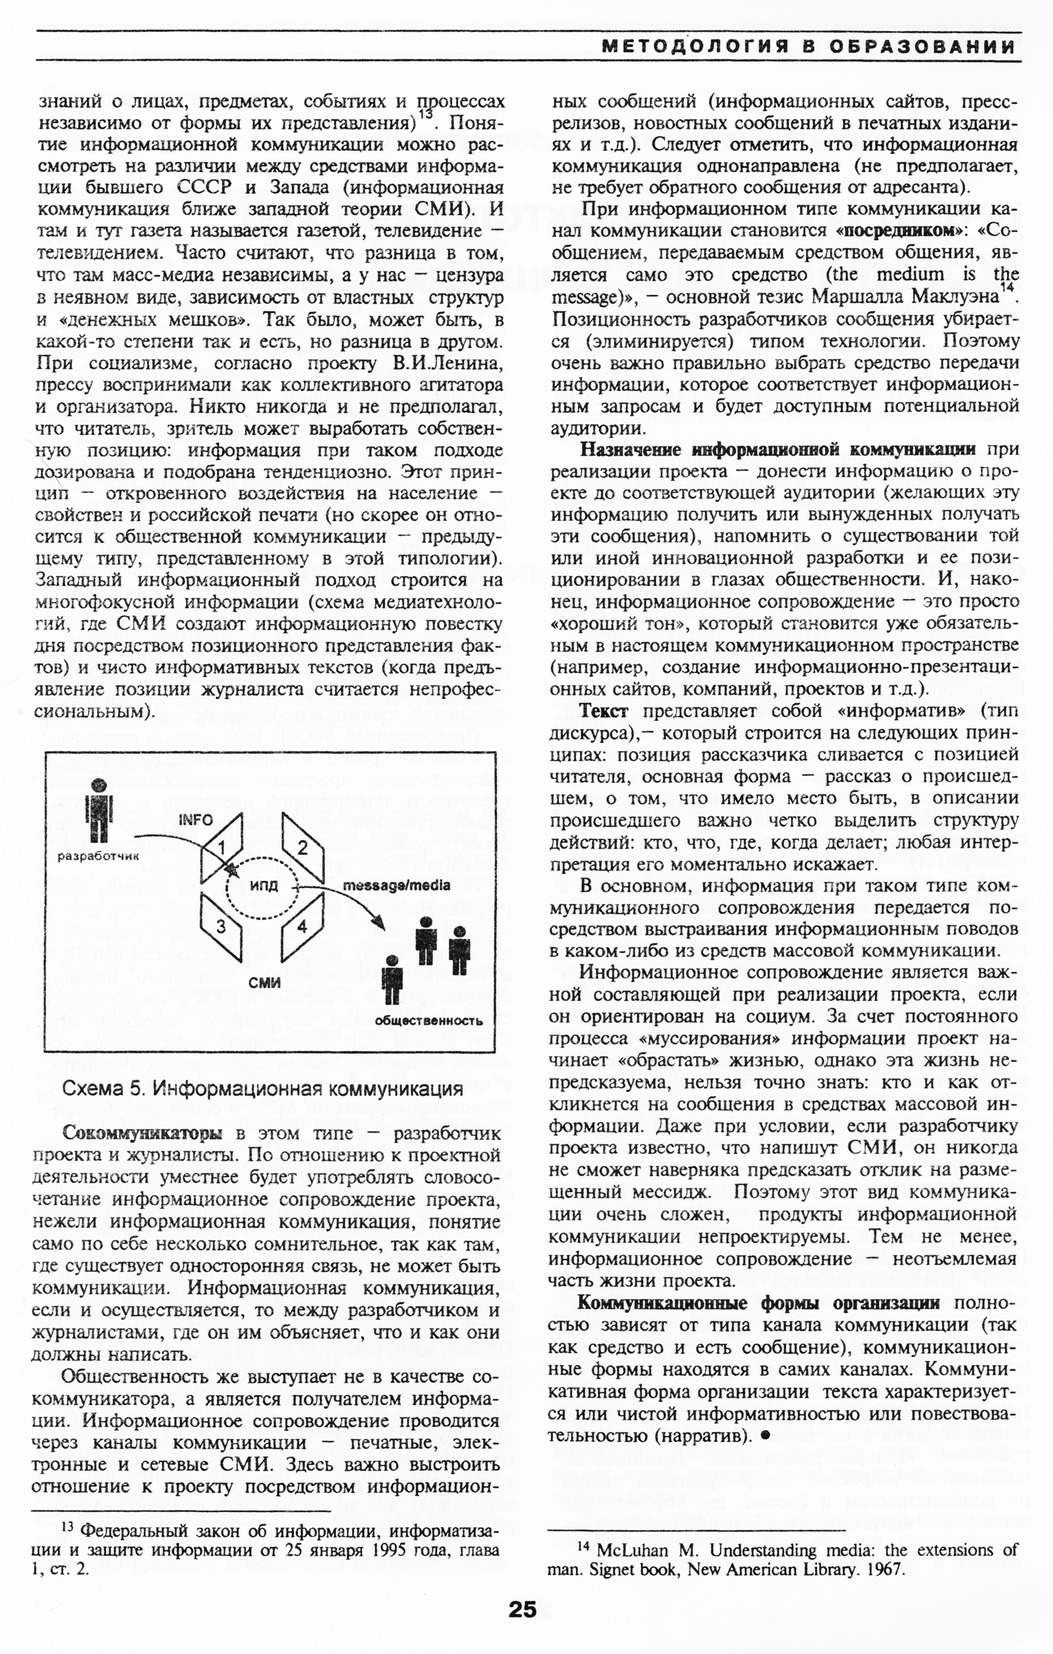 МЕТОДОЛОГИЯ В ОБРАЗОВАНИИ
знаний о лицах, предметах, событиях и процессах
независимо от формы их представления)13. Поня-
тие информационной коммуникации можно рас-
смотреть на различии между средствами информа-
ции бывшего СССР и Запада (информационная
коммуникация ближе западной теории СМИ). И
там и тут газета называется газетой, телевидение —
телевидением. Часто считают, что разница в том,
что там масс-медиа независимы, а у нас — цензура
в неявном виде, зависимость от властных структур
и «денежных мешков». Так было, может быть, в
какой-то степени так и есть, но разница в другом.
При социализме, согласно проекту В.И.Ленина,
прессу воспринимали как коллективного агитатора
и организатора. Никто никогда и не предполагал,
что читатель, зритель может выработать собствен-
ную позицию: информация при таком подходе
дозирована и подобрана тенденциозно. Этот прин-
цип — откровенного воздействия на население —
свойствен и российской печати (но скорее он отно-
сится к общественной коммуникации — предыду-
щему типу, представленному в этой типологии).
Западный информационный подход строится на
многофокусной информации (схема медиатехноло-
гий, где СМИ создают информационную повестку
дня посредством позиционного представления фак-
тов) и чисто информативных текстов (когда предъ-
явление позиции журналиста считается непрофес-
сиональным).
INFO
1
2
разработчик
ИПД
message/media
3
4
СМИ
общественность
Схема 5. Информационная коммуникация
Сокоммуникаторы в этом типе — разработчик
проекта и журналисты. По отношению к проектной
деятельности уместнее будет употреблять словосо-
четание информационное сопровождение проекта,
нежели информационная коммуникация, понятие
само по себе несколько сомнительное, так как там,
где существует односторонняя связь, не может быть
коммуникации. Информационная коммуникация,
если и осуществляется, то между разработчиком и
журналистами, где он им объясняет, что и как они
должны написать.
Общественность же выступает не в качестве со-
коммуникатора, а является получателем информа-
ции. Информационное сопровождение проводится
через каналы коммуникации — печатные, элек-
тронные и сетевые СМИ. Здесь важно выстроить
отношение к проекту посредством информацион-
13 Федеральный закон об информации, информатиза-
ции и защите информации от 25 января 1995 года, глава
1, ст. 2.
ных сообщений (информационных сайтов, пресс-
релизов, новостных сообщений в печатных издани-
ях и т.д.). Следует отметить, что информационная
коммуникация однонаправлена (не предполагает,
не требует обратного сообщения от адресанта).
При информационном типе коммуникации ка-
нал коммуникации становится «посредником»: «Со-
общением, передаваемым средством общения, яв-
ляется само это средство (the medium is the
message)», — основной тезис Маршалла Маклуэна14.
Позиционность разработчиков сообщения убирает-
ся (элиминируется) типом технологии. Поэтому
очень важно правильно выбрать средство передачи
информации, которое соответствует информацион-
ным запросам и будет доступным потенциальной
аудитории.
Назначение информационной коммуникации при
реализации проекта — донести информацию о про-
екте до соответствующей аудитории (желающих эту
информацию получить или вынужденных получать
эти сообщения), напомнить о существовании той
или иной инновационной разработки и ее пози-
ционировании в глазах общественности. И, нако-
нец, информационное сопровождение — это просто
«хороший тон», который становится уже обязатель-
ным в настоящем коммуникационном пространстве
(например, создание информационно-презентаци-
онных сайтов, компаний, проектов и т.д.).
Текст представляет собой «информатив» (тип
дискурса),— который строится на следующих прин-
ципах: позиция рассказчика сливается с позицией
читателя, основная форма — рассказ о происшед-
шем, о том, что имело место быть, в описании
происшедшего важно четко выделить структуру
действий: кто, что, где, когда делает; любая интер-
претация его моментально искажает.
В основном, информация при таком типе ком-
муникационного сопровождения передается по-
средством выстраивания информационным поводов
в каком-либо из средств массовой коммуникации.
Информационное сопровождение является важ-
ной составляющей при реализации проекта, если
он ориентирован на социум. За счет постоянного
процесса «муссирования» информации проект на-
чинает «обрастать» жизнью, однако эта жизнь не-
предсказуема, нельзя точно знать: кто и как от-
кликнется на сообщения в средствах массовой ин-
формации. Даже при условии, если разработчику
проекта известно, что напишут СМИ, он никогда
не сможет наверняка предсказать отклик на разме-
щенный мессидж. Поэтому этот вид коммуника-
ции очень сложен, продукты информационной
коммуникации непроектируемы. Тем не менее,
информационное сопровождение — неотъемлемая
часть жизни проекта.
Коммуникационные формы организации полно-
стью зависят от типа канала коммуникации (так
как средство и есть сообщение), коммуникацион-
ные формы находятся в самих каналах. Коммуни-
кативная форма организации текста характеризует-
ся или чистой информативностью или повествова-
тельностью (нарратив). •
14 McLuhan M. Understanding media: the extensions of
man. Signet book, New American Library. 1967.
25